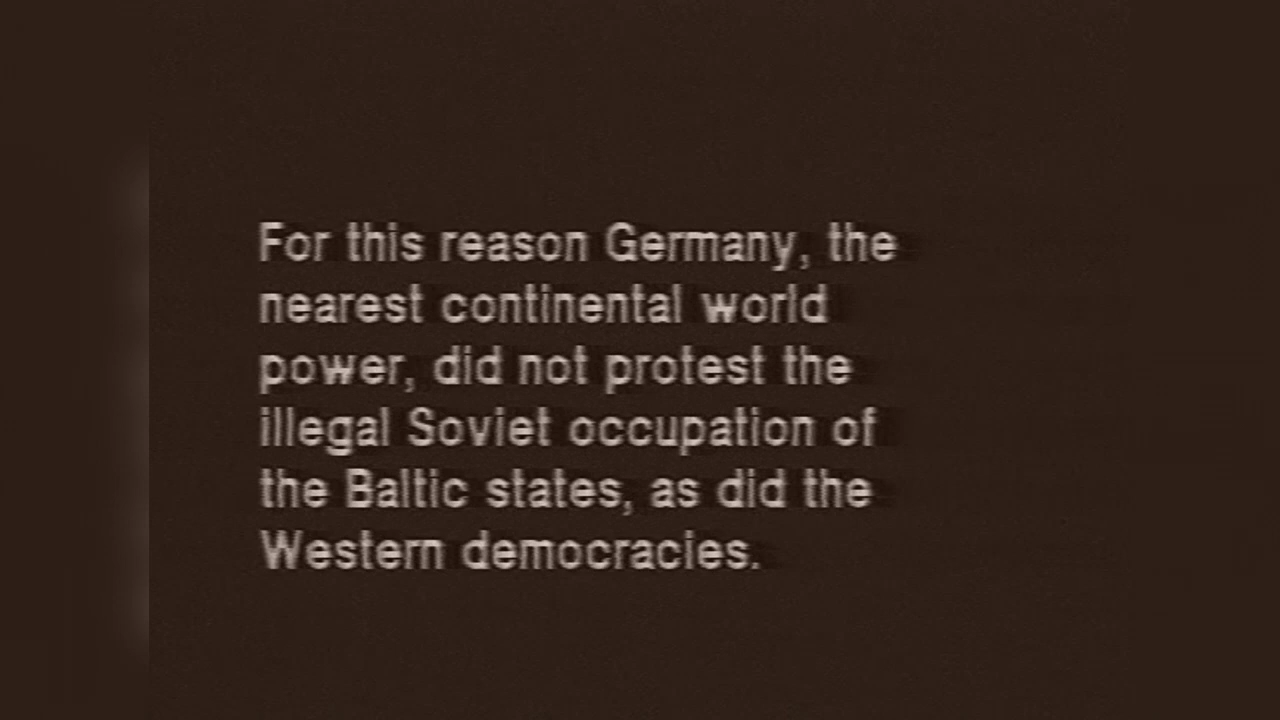 For this reason Germany, the
nearest continental world
power, did not protest the
illegal Soviet occupation of
the Baltic states, as did the
Western democracies.